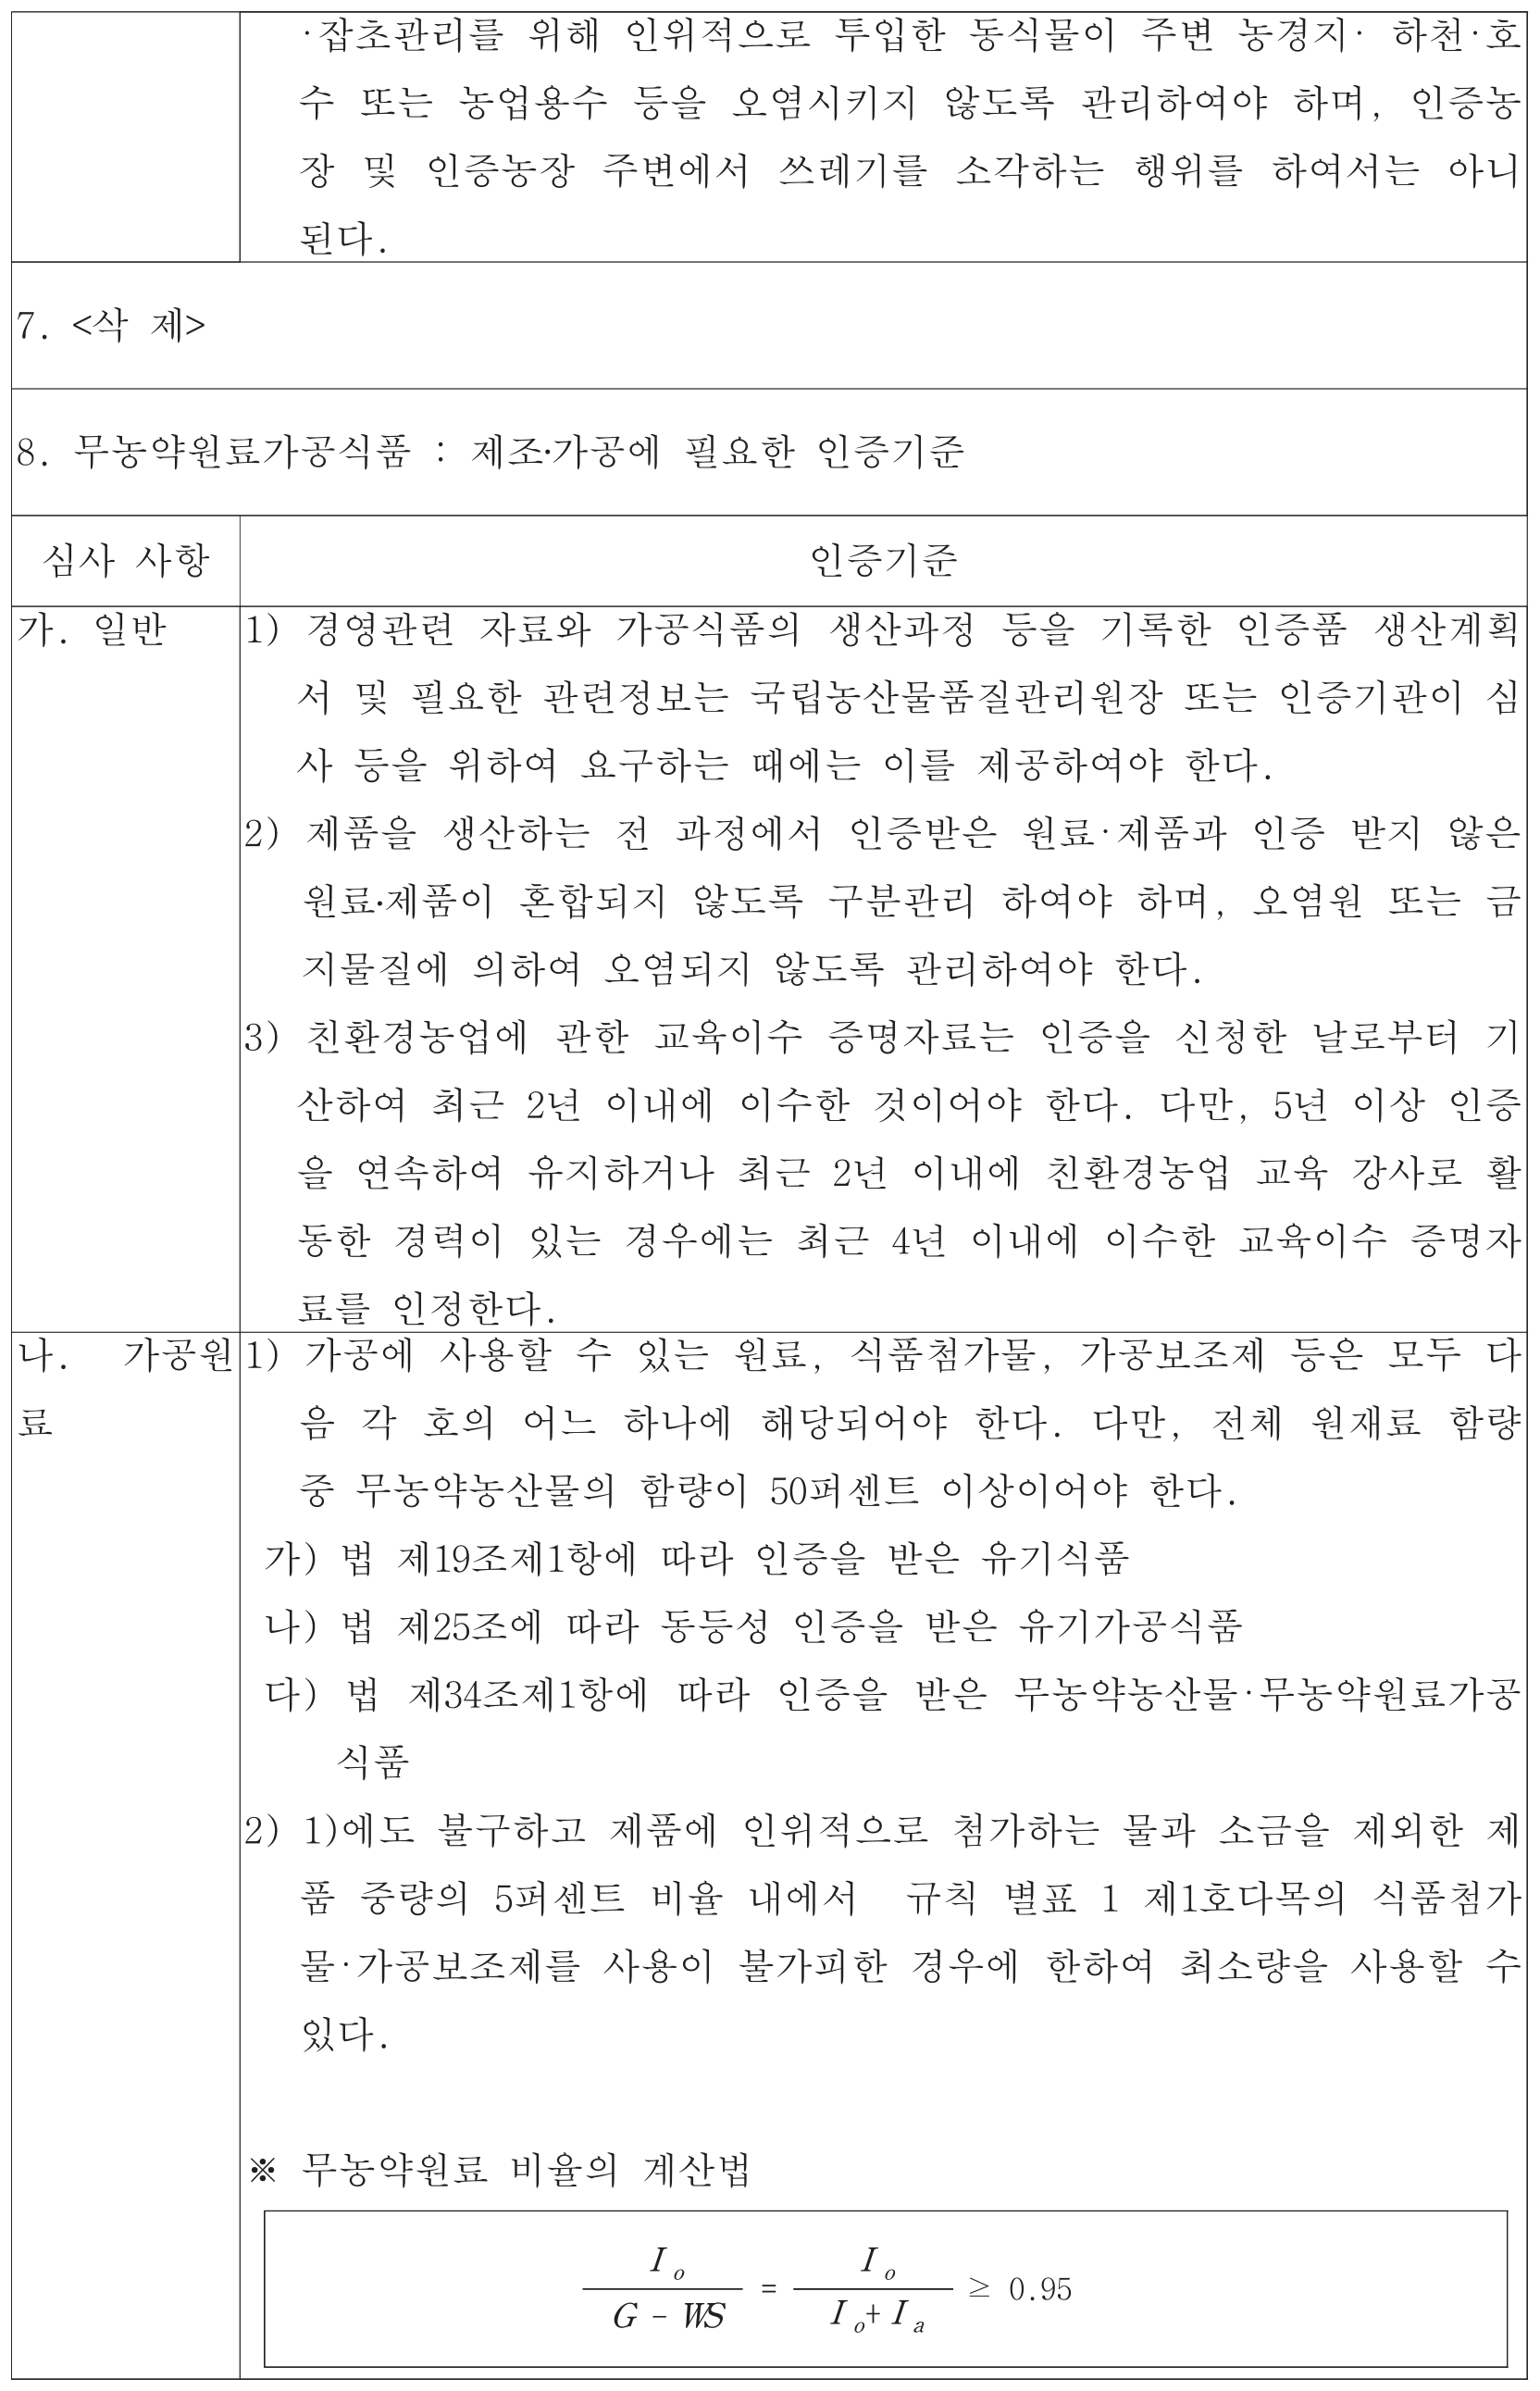 ·잡초관리를 위해 인위적으로 투입한 동식물이 주변 농경지· 하천·호
수 또는 농업용수 등을 오염시키지 않도록 관리하여야 하며, 인증농
장 및 인증농장 주변에서 쓰레기를 소각하는 행위를 하여서는 아니
된다.
7. <삭 제>
8. 무농약원료가공식품 : 제조·가공에 필요한 인증기준
심사 사항
인증기준
가. 일반
1) 경영관련 자료와 가공식품의 생산과정 등을 기록한 인증품 생산계획
서 및 필요한 관련정보는 국립농산물품질관리원장 또는 인증기관이 심
사 등을 위하여 요구하는 때에는 이를 제공하여야 한다.
2) 제품을 생산하는 전 과정에서 인증받은 원료·제품과 인증 받지 않은
원료·제품이 혼합되지 않도록 구분관리 하여야 하며, 오염원 또는 금
지물질에 의하여 오염되지 않도록 관리하여야 한다.
3) 친환경농업에 관한 교육이수 증명자료는 인증을 신청한 날로부터 기
산하여 최근 2년 이내에 이수한 것이어야 한다. 다만, 5년 이상 인증
을 연속하여 유지하거나 최근 2년 이내에 친환경농업 교육 강사로 활
동한 경력이 있는 경우에는 최근 4년 이내에 이수한 교육이수 증명자
료를 인정한다.
나. 가공원
료
1) 가공에 사용할 수 있는 원료, 식품첨가물, 가공보조제 등은 모두 다
음 각 호의 어느 하나에 해당되어야 한다. 다만, 전체 원재료 함량
중 무농약농산물의 함량이 50퍼센트 이상이어야 한다.
가) 법 제19조제1항에 따라 인증을 받은 유기식품
나) 법 제25조에 따라 동등성 인증을 받은 유기가공식품
다) 법 제34조제1항에 따라 인증을 받은 무농약농산물·무농약원료가공
식품
2) 1)에도 불구하고 제품에 인위적으로 첨가하는 물과 소금을 제외한 제
품 중량의 5퍼센트 비율 내에서 규칙 별표 1 제1호다목의 식품첨가
물·가공보조제를 사용이 불가피한 경우에 한하여 최소량을 사용할 수
있다.
※ 무농약원료 비율의 계산법
I o I o
= ≥ 0.95
G - WS I o+ I a